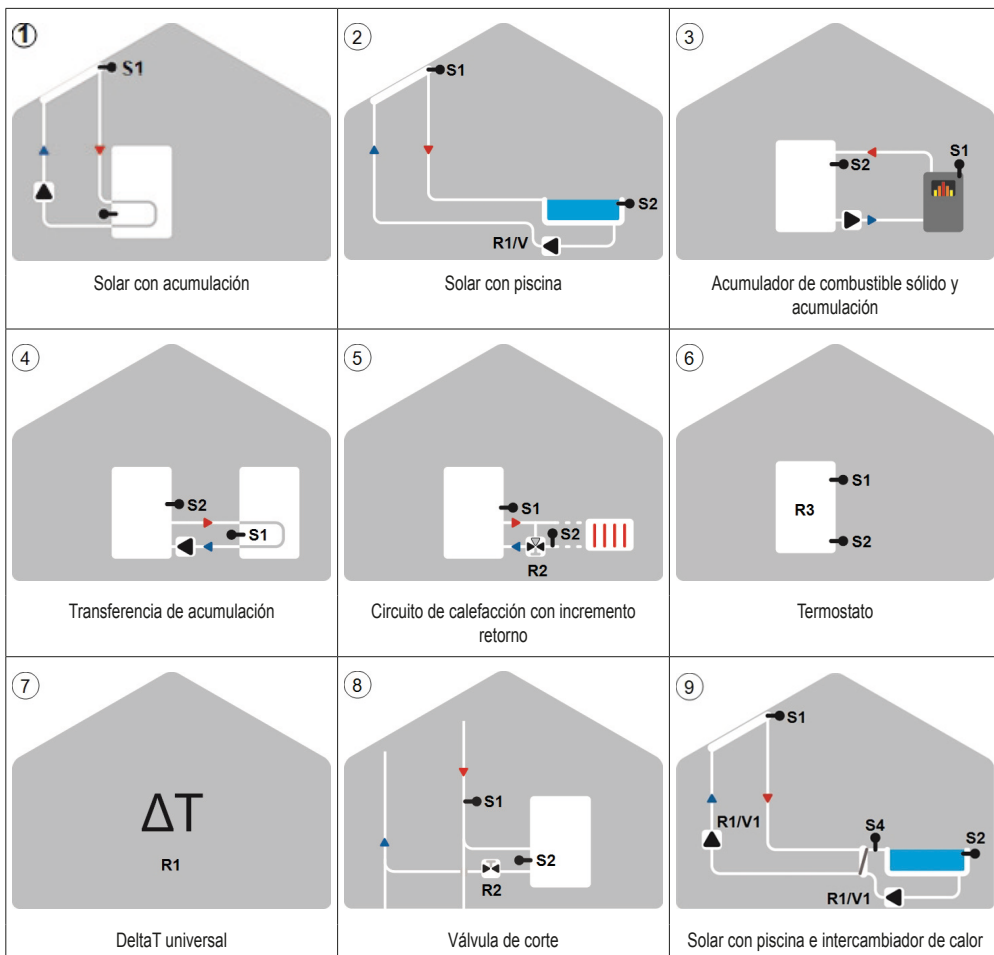 1
S1
Solar con acumulación
2
S1
S2
R1/V
Solar con piscina
3
S1
S2
Acumulador de combustible sólido y
acumulación
4
S2
S1
Transferencia de acumulación
5
S1
S2
R2
Circuito de calefacción con incremento
retorno
6
S1
R3
S2
Termostato
7
ΔT
R1
DeltaT universal
8
S1
S2
R2
Válvula de corte
9
S1
R1/V1
S4
S2
R1/V1
Solar con piscina e intercambiador de calor